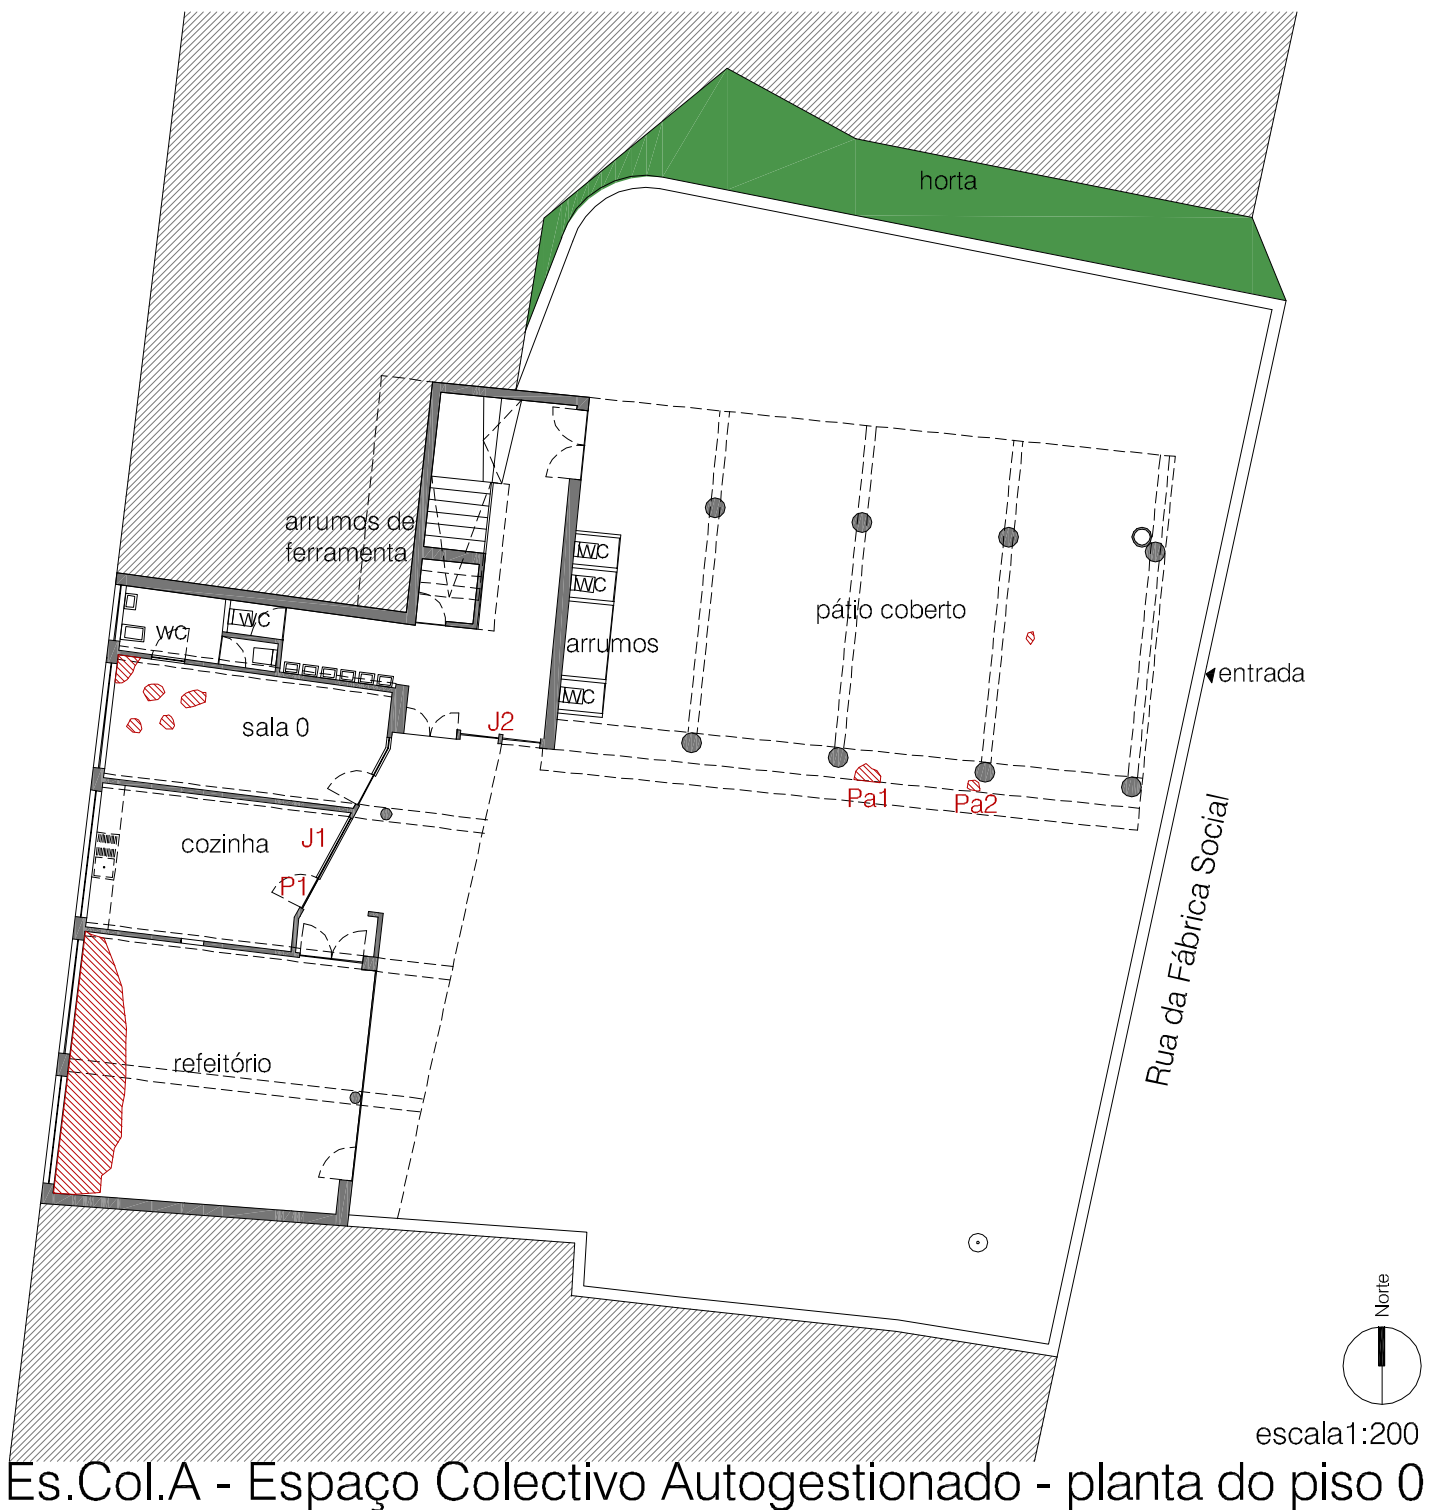 horta
arrumos de
ferramenta
WC
WC
pátio coberto
wc
WC
arrumos
entrada
WC
sala 0
J2
Pa1
Pa2
J1
cozinha
P1
Rua da Fábrica Social
refeitório
Norte
escala1:200
Es.Col.A - Espaço Colectivo Autogestionado - planta do piso 0